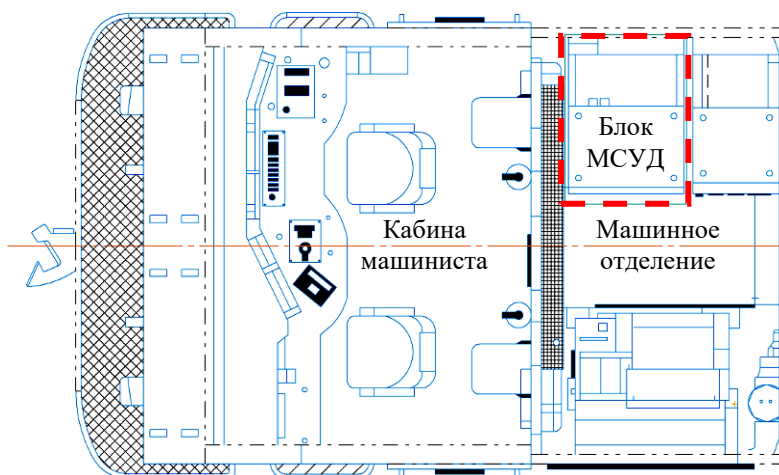 Блок
МСУД
Кабина
машиниста
Машинное
отделение